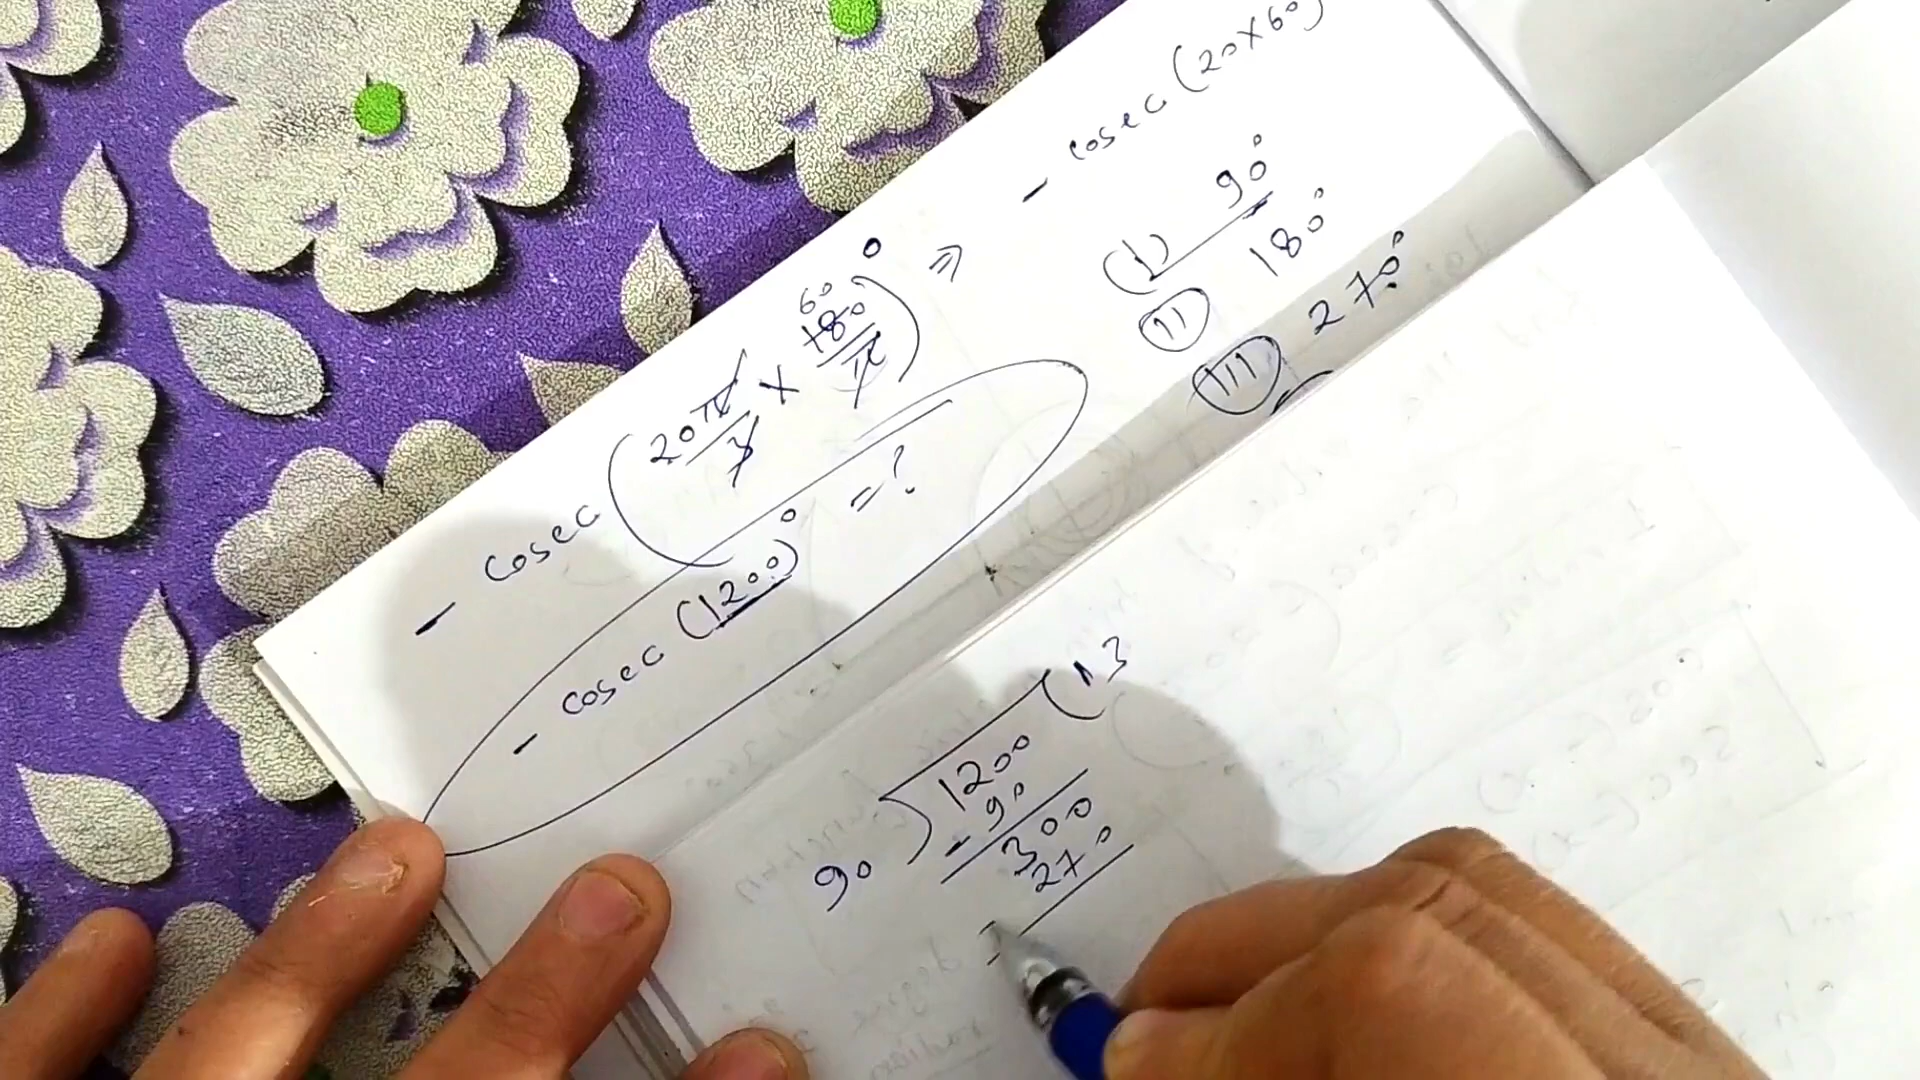 - cosec (20π/3 × 180/π)° ⇒ - cosec (20×60)
60
- cosec (1200)° = ?
(I) 90°
(II) 180°
(III) 270°
90 ) 1200 ( 13
- 90
300
270